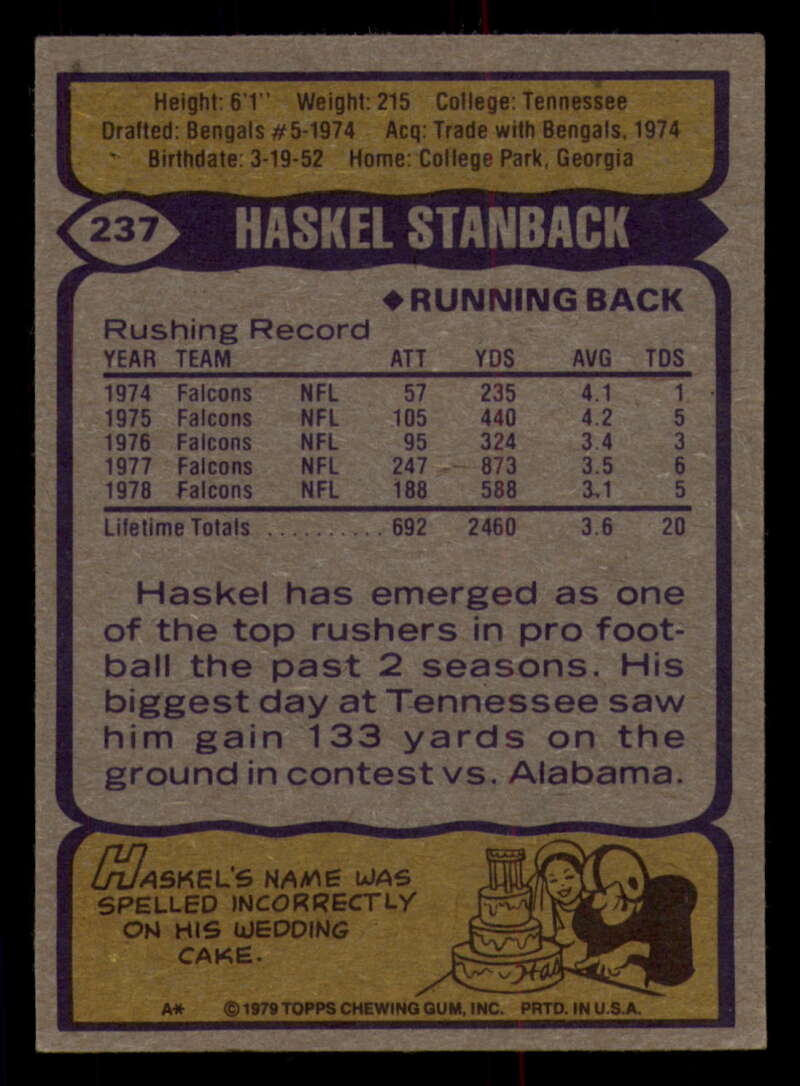 Height: 6'1" Weight: 215 College: Tennessee
Drafted: Bengals #5-1974 Acq: Trade with Bengals, 1974
Birthdate: 3-19-52 Home: College Park, Georgia
237 HASKEL STANBACK
◆RUNNING BACK
Rushing Record
YEAR TEAM ATT YDS AVG TDS
1974 Falcons NFL 57 235 4.1 1
1975 Falcons NFL 105 440 4.2 5
1976 Falcons NFL 95 324 3.4 3
1977 Falcons NFL 247 873 3.5 6
1978 Falcons NFL 188 588 3.1 5
Lifetime Totals .......... 692 2460 3.6 20
Haskel has emerged as one
of the top rushers in pro foot-
ball the past 2 seasons. His
biggest day at Tennessee saw
him gain 133 yards on the
ground in contest vs. Alabama.
HASKEL'S NAME WAS
SPELLED INCORRECTLY
ON HIS WEDDING
CAKE.
Has
A* ©1979 TOPPS CHEWING GUM, INC. PRTD. IN U.S.A.